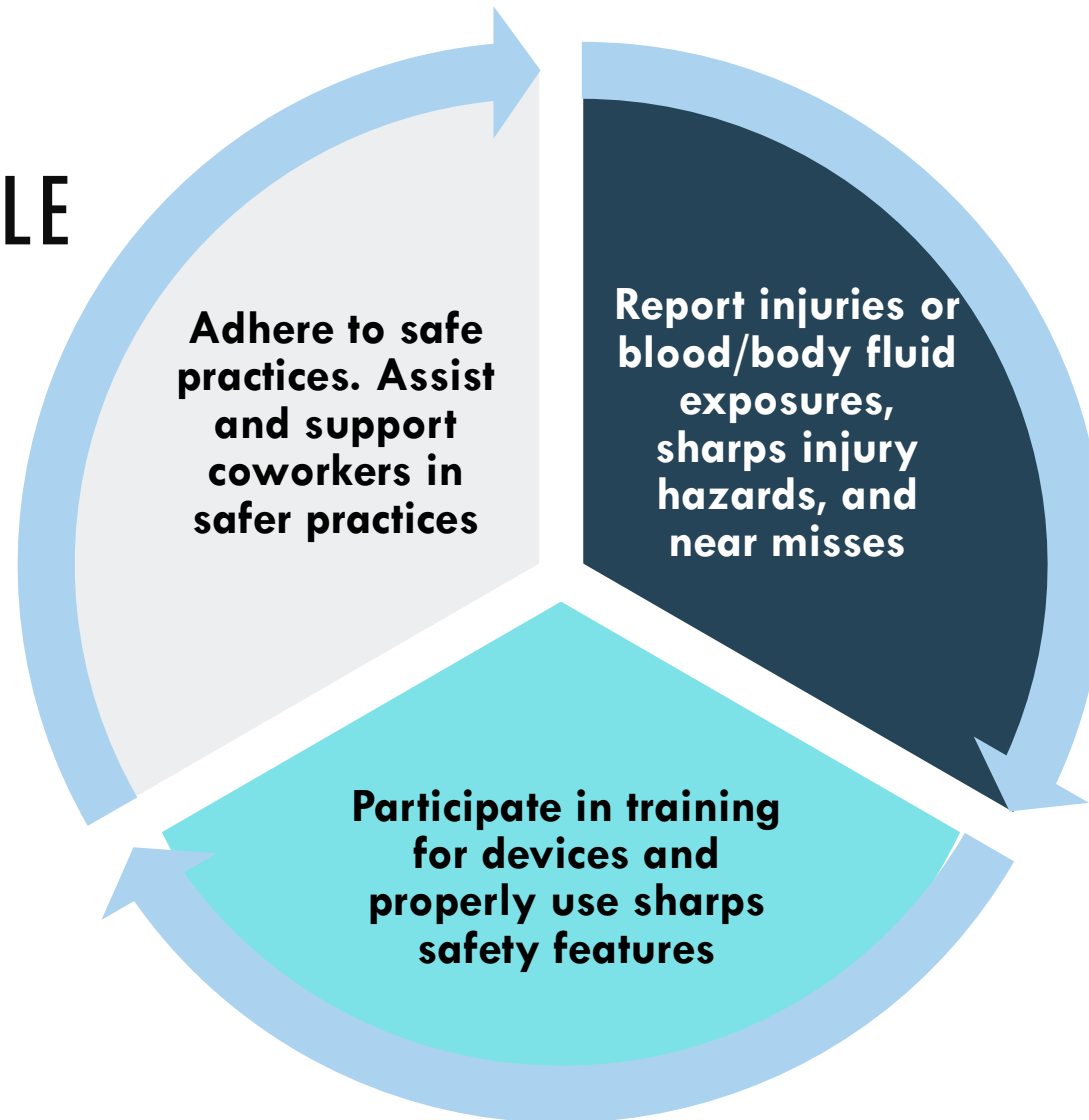 LE
Adhere to safe
practices. Assist
and support
coworkers in
safer practices
Report injuries or
blood/body fluid
exposures,
sharps injury
hazards, and
near misses
Participate in training
for devices and
properly use sharps
safety features